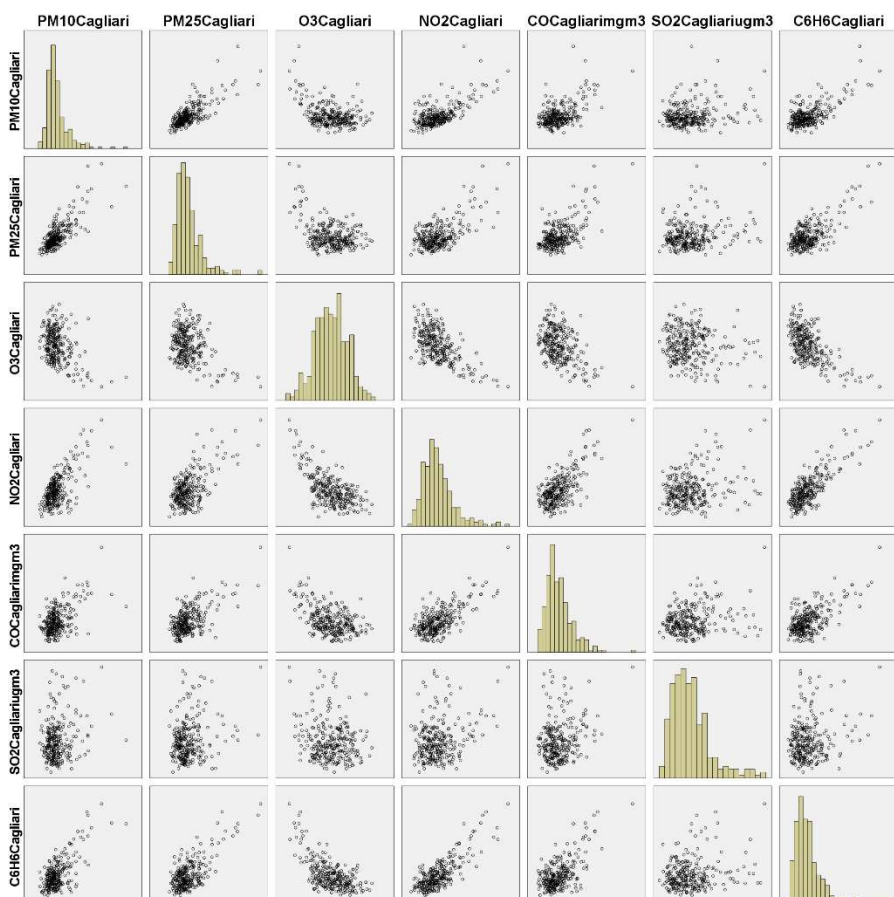 PM10Cagliari PM25Cagliari O3Cagliari NO2Cagliari COCagliarimgm3 SO2Cagliariugm3 C6H6Cagliari
PM10Cagliari
PM25Cagliari
O3Cagliari
NO2Cagliari
COCagliarimgm3
SO2Cagliariugm3
C6H6Cagliari